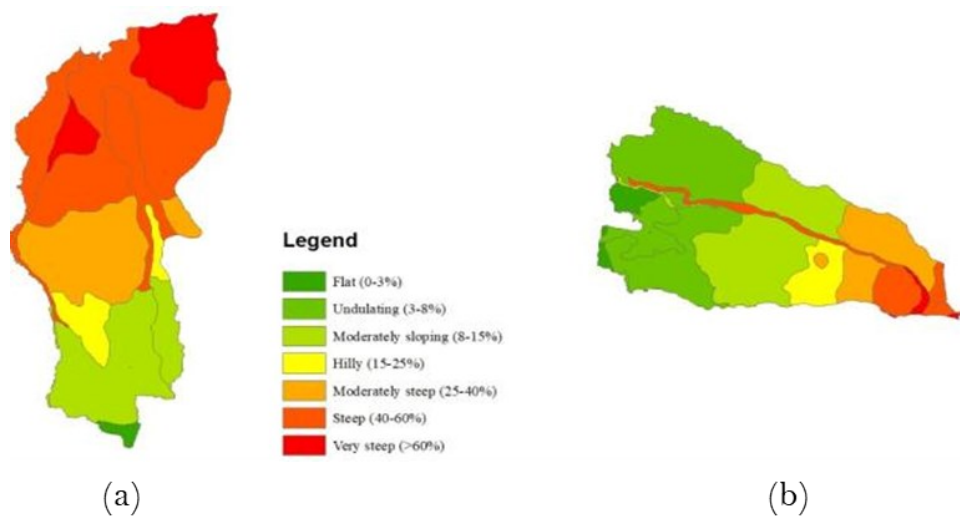 Legend
Flat (0-3%)
Undulating (3-8%)
Moderately sloping (8-15%)
Hilly (15-25%)
Moderately steep (25-40%)
Steep (40-60%)
Very steep (>60%)
(a)
(b)